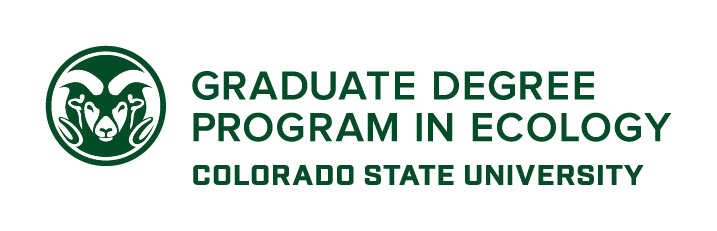 GRADUATE DEGREE
PROGRAM IN ECOLOGY
COLORADO STATE UNIVERSITY